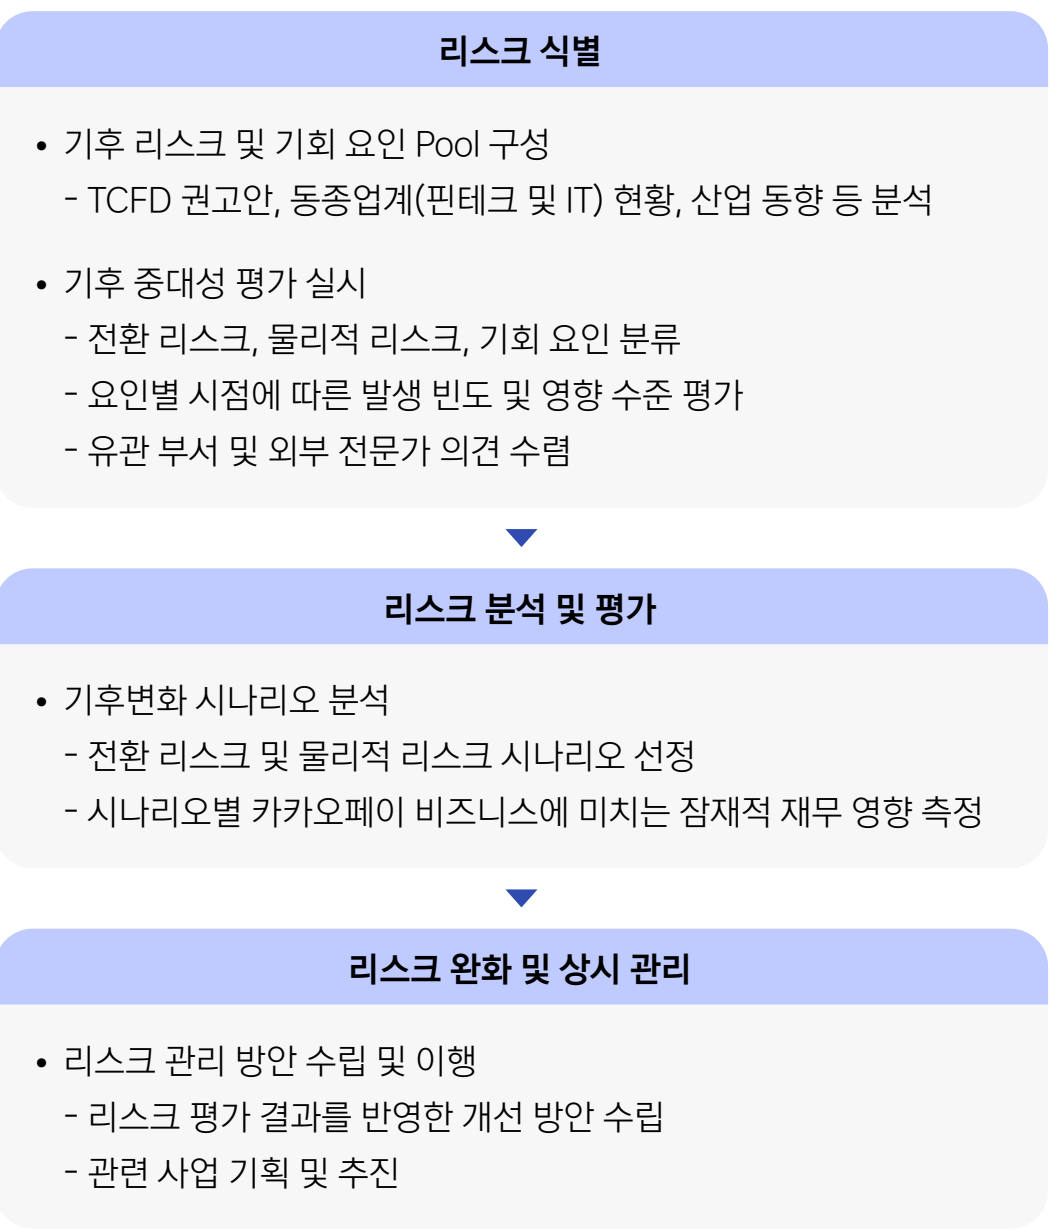 리스크 식별
• 기후 리스크 및 기회 요인 Pool 구성
- TCFD 권고안, 동종업계(핀테크 및 IT) 현황, 산업 동향 등 분석
• 기후 중대성 평가 실시
- 전환 리스크, 물리적 리스크, 기회 요인 분류
- 요인별 시점에 따른 발생 빈도 및 영향 수준 평가
- 유관 부서 및 외부 전문가 의견 수렴
리스크 분석 및 평가
• 기후변화 시나리오 분석
- 전환 리스크 및 물리적 리스크 시나리오 선정
- 시나리오별 카카오페이 비즈니스에 미치는 잠재적 재무 영향 측정
리스크 완화 및 상시 관리
• 리스크 관리 방안 수립 및 이행
- 리스크 평가 결과를 반영한 개선 방안 수립
- 관련 사업 기획 및 추진